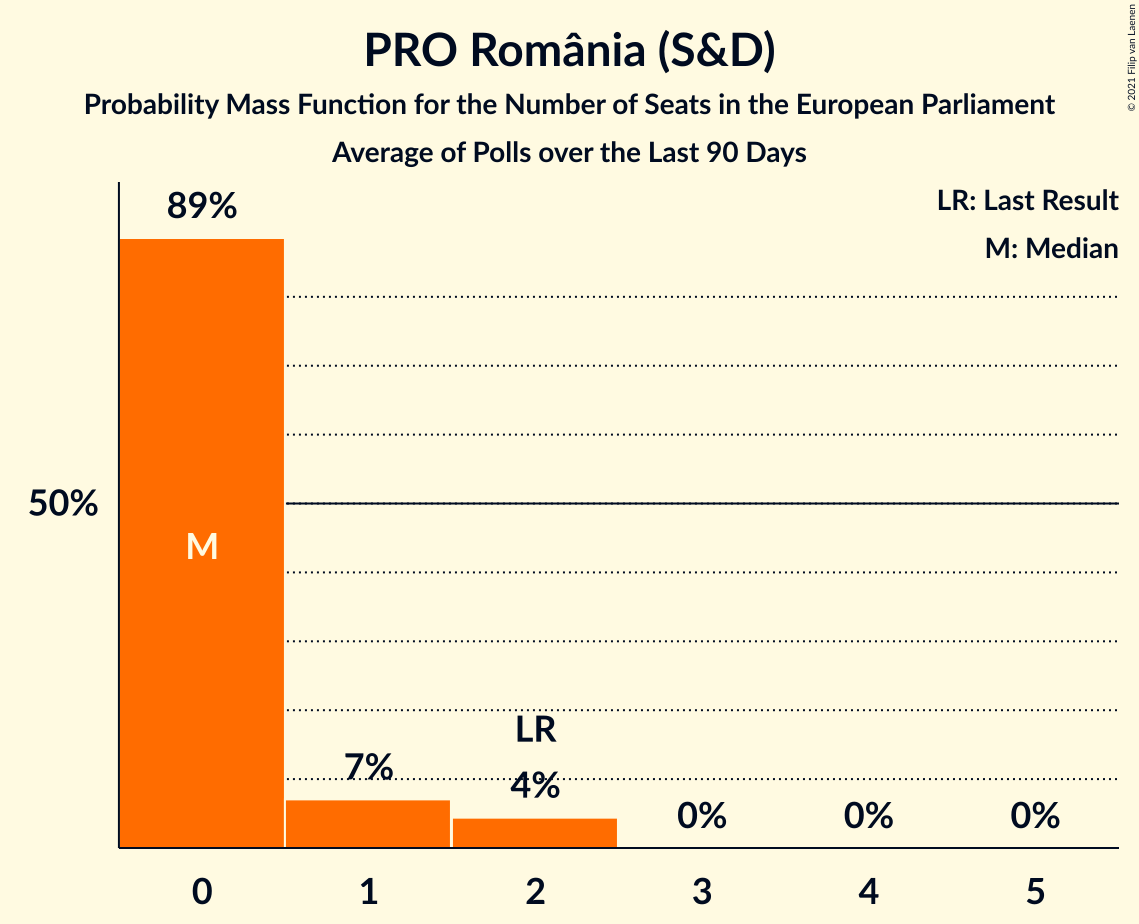 PRO România (S&D)
Probability Mass Function for the Number of Seats in the European Parliament
Average of Polls over the Last 90 Days
© 2021 Filip van Laenen
LR: Last Result
M: Median
89%
50%
M
LR
7%
4%
0%
0%
0%
0
1
2
3
4
5